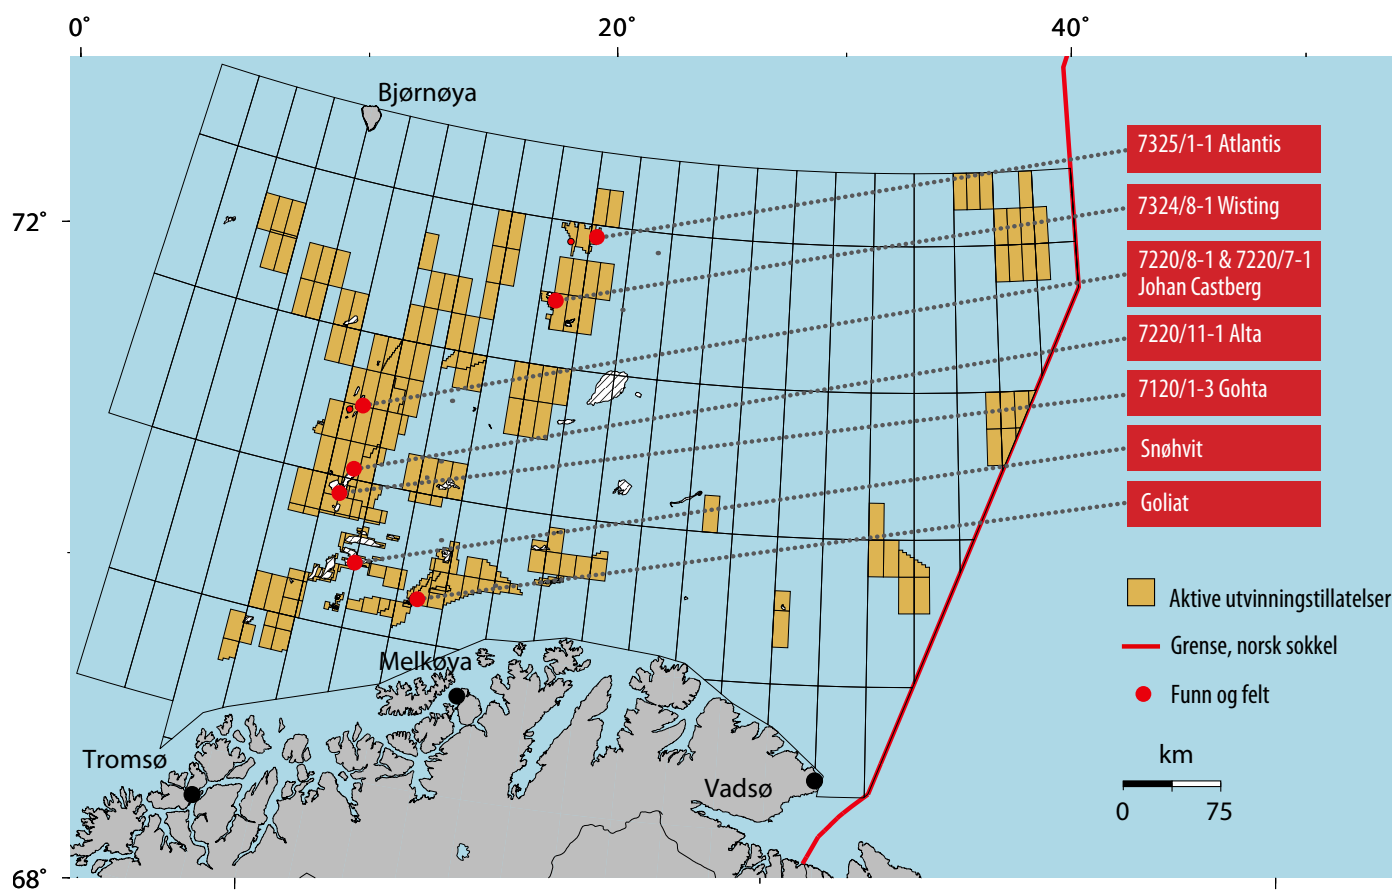 0˚
20˚
40˚
Bjørnøya
7325/1-1 Atlantis
7324/8-1 Wisting
72˚
7220/8-1 & 7220/7-1
Johan Castberg
7220/11-1 Alta
7120/1-3 Gohta
Snøhvit
Goliat
Aktive utvinningstillatelser
Grense, norsk sokkel
Melkøya
Funn og felt
Tromsø
km
Vadsø
0
75
68˚